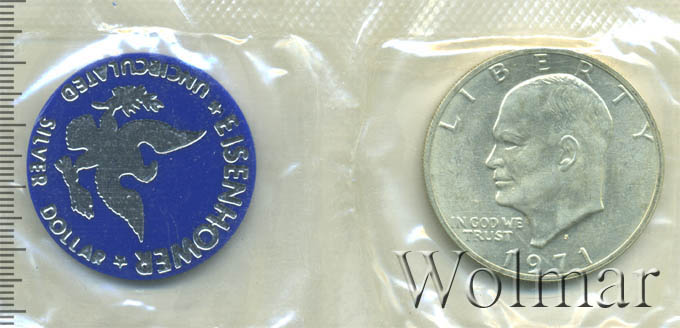 EISENHOWER
★ UNCIRCULATED SILVER DOLLAR ★
LIBERTY
IN GOD WE
TRUST
1971
Wolmar